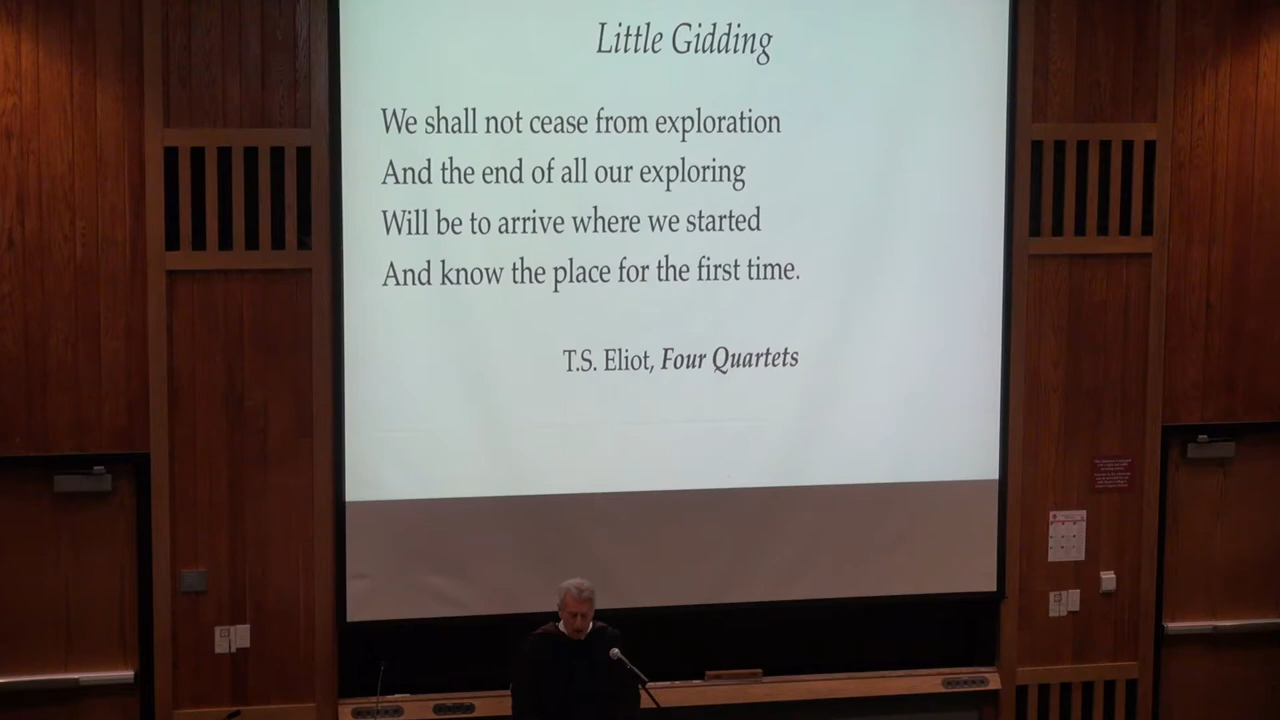 Little Gidding
We shall not cease from exploration
And the end of all our exploring
Will be to arrive where we started
And know the place for the first time.
T.S. Eliot, Four Quartets